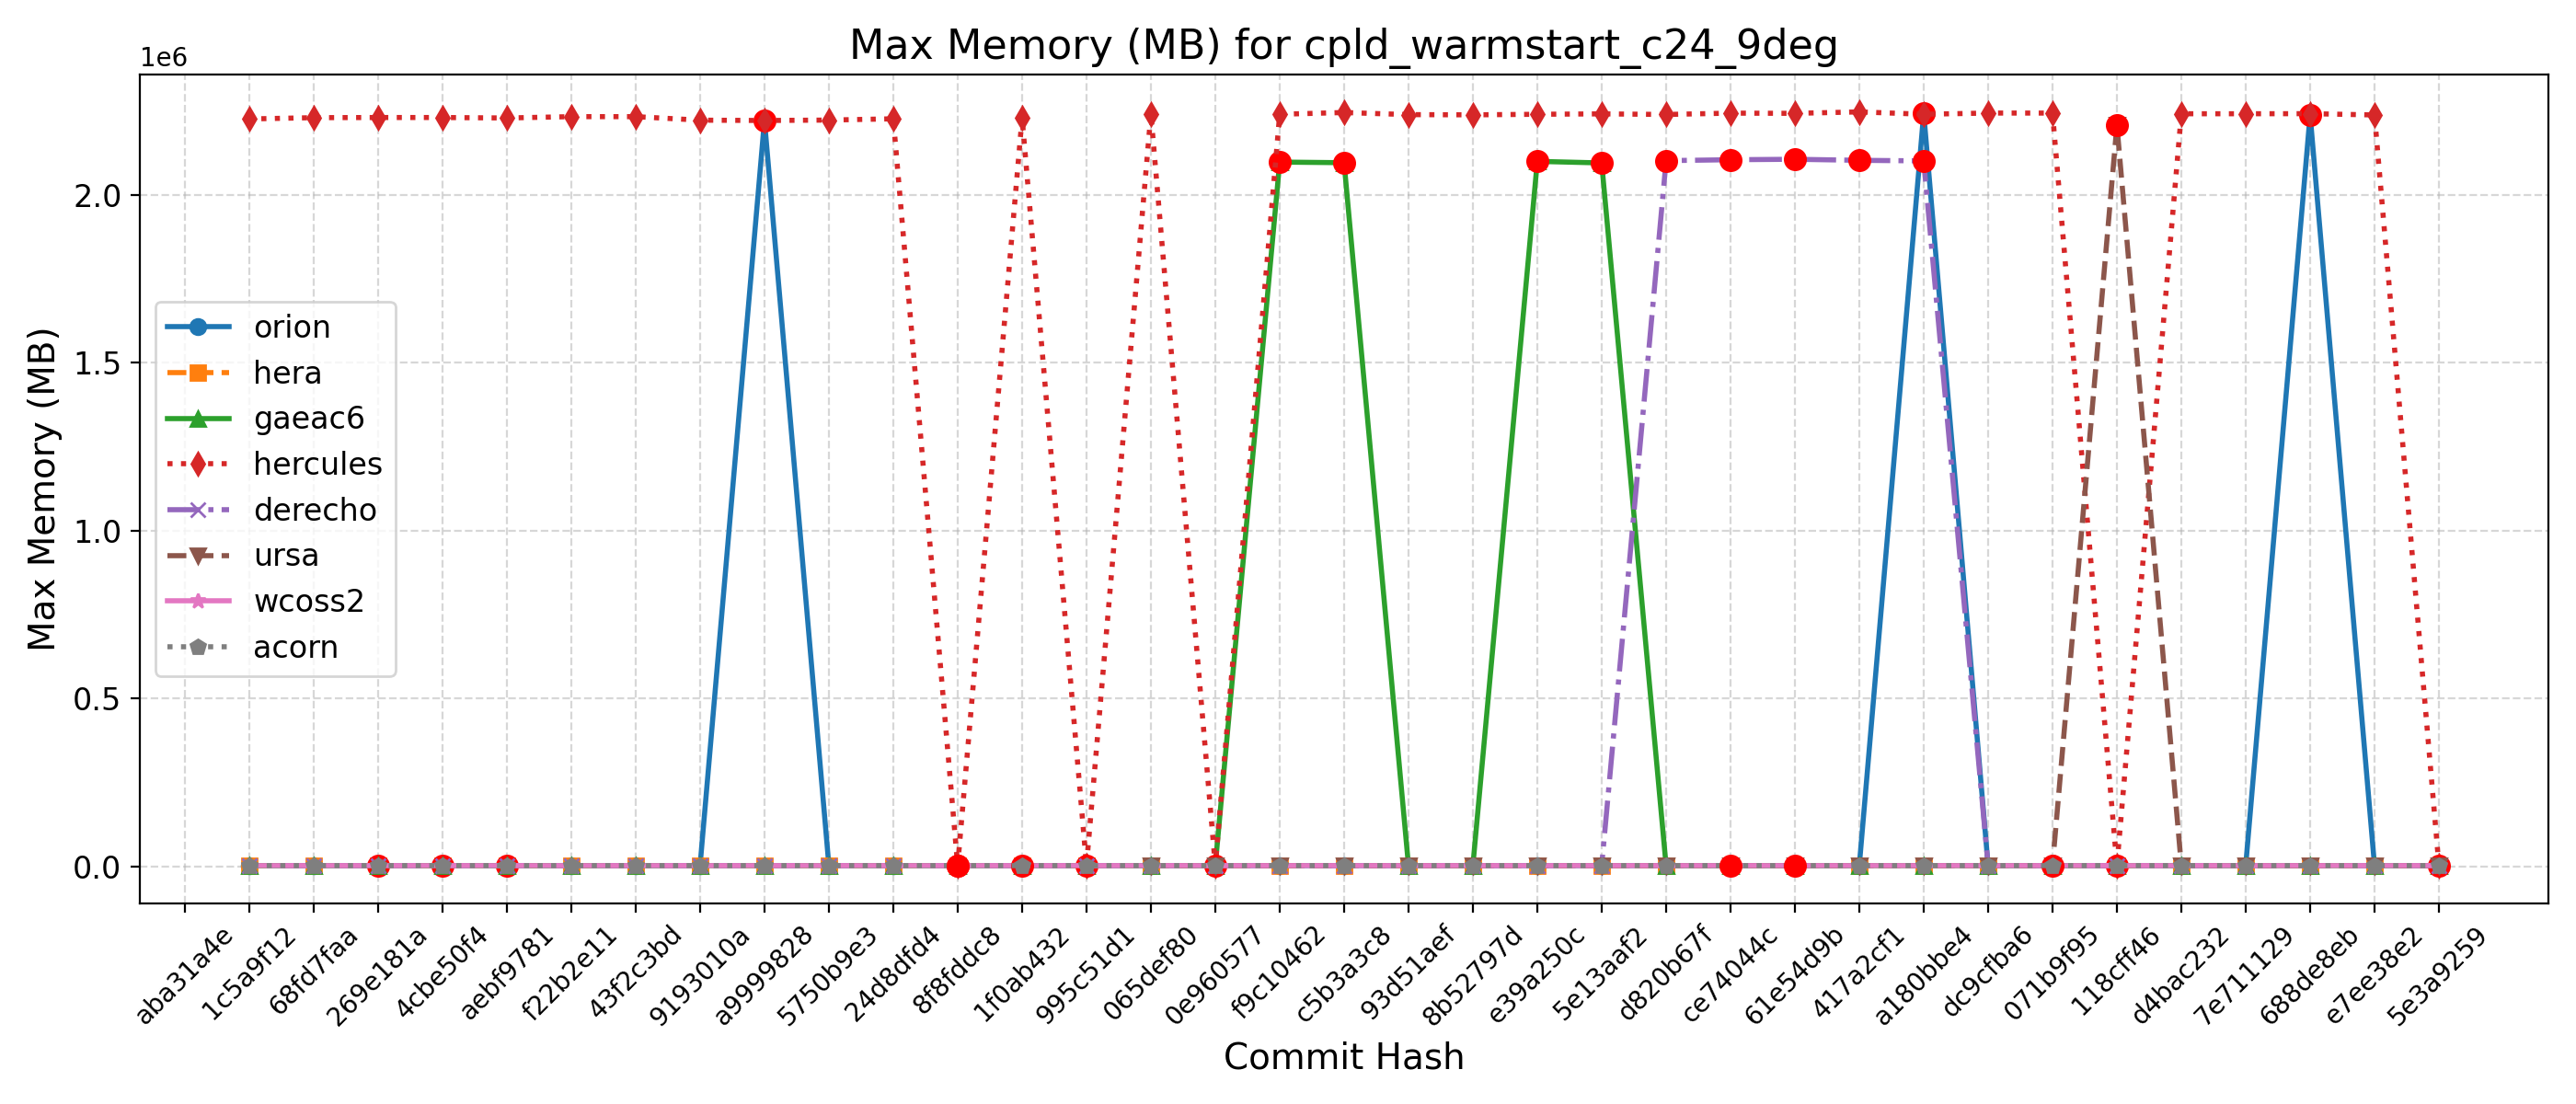 Max Memory (MB) for cpld_warmstart_c24_9deg
1e6
Max Memory (MB)
2.0
1.5
1.0
0.5
0.0
orion
hera
gaeac6
hercules
derecho
ursa
wcoss2
acorn
aba31a4e
1c5a9f12
68fd7faa
269e181a
4cbe50f4
aebf9781
f22b2e11
43f2c3bd
9193010a
a9999828
5750b9e3
24d8dfd4
8f8fddc8
1f0ab432
995c51d1
065def80
0e960577
f9c10462
c5b3a3c8
93d51aef
8b52797d
e39a250c
5e13aaf2
d820b67f
ce74044c
61e54d9b
417a2cf1
a180bbe4
dc9cfba6
071b9f95
118cff46
d4bac232
7e711129
688de8eb
e7ee38e2
5e3a9259
Commit Hash